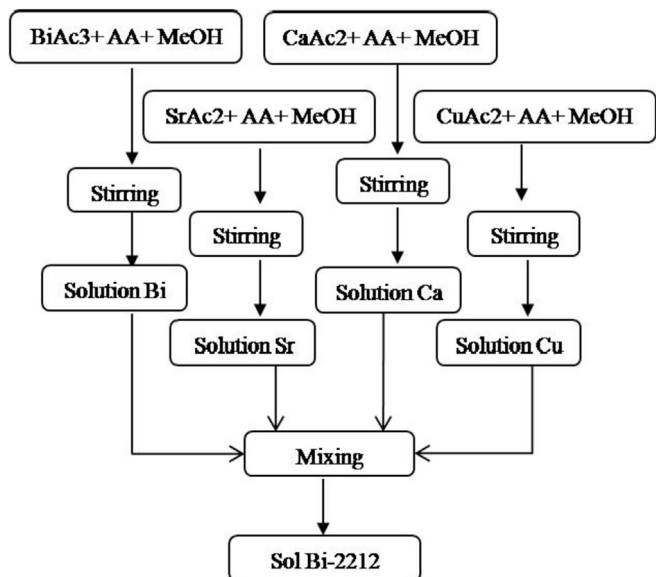 BiAc3+ AA+ MeOH
CaAc2+ AA+ MeOH
SrAc2+ AA+ MeOH
CuAc2+ AA+ MeOH
Stirring
Stirring
Stirring
Stirring
Solution Bi
Solution Ca
Solution Sr
Solution Cu
Mixing
Sol Bi-2212